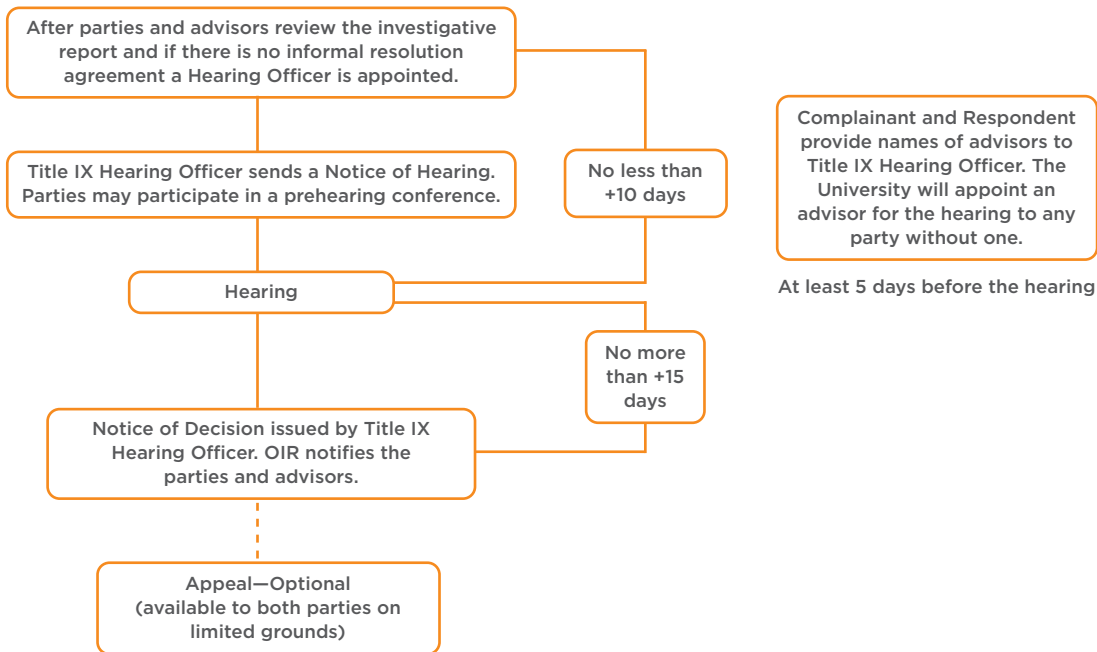 After parties and advisors review the investigative
report and if there is no informal resolution
agreement a Hearing Officer is appointed.
Title IX Hearing Officer sends a Notice of Hearing.
Parties may participate in a prehearing conference.
No less than
+10 days
Complainant and Respondent
provide names of advisors to
Title IX Hearing Officer. The
University will appoint an
advisor for the hearing to any
party without one.
At least 5 days before the hearing
Hearing
No more
than +15
days
Notice of Decision issued by Title IX
Hearing Officer. OIR notifies the
parties and advisors.
Appeal—Optional
(available to both parties on
limited grounds)